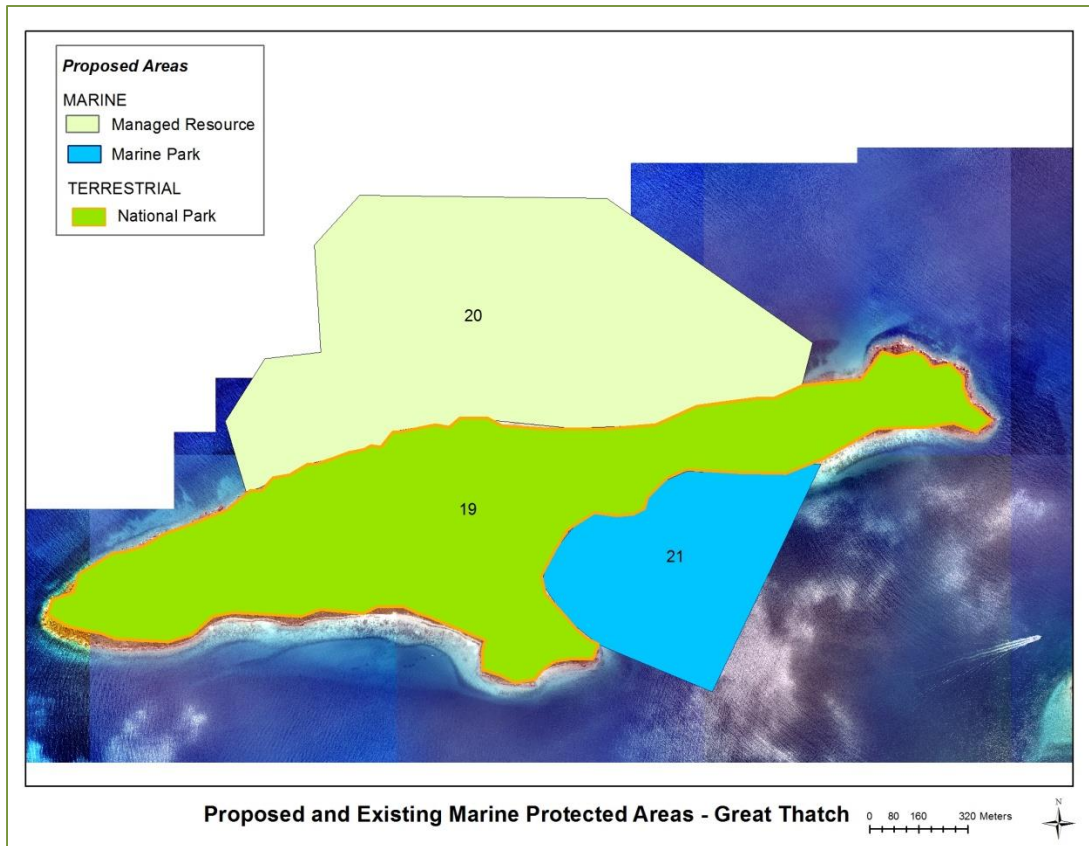 Proposed Areas
MARINE
Managed Resource
Marine Park
TERRESTRIAL
National Park
20
19
21
Proposed and Existing Marine Protected Areas - Great Thatch
0 80 160 320 Meters
N